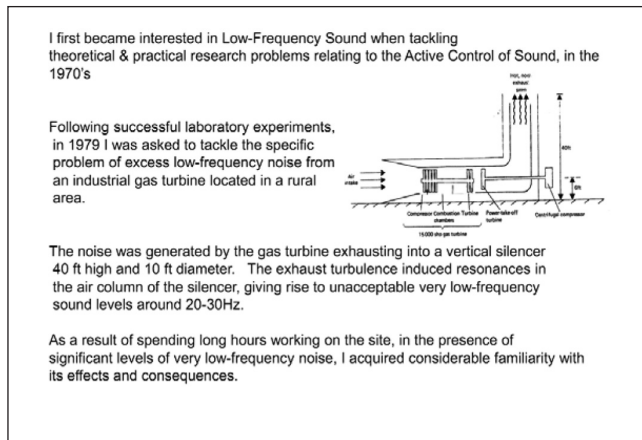 I first became interested in Low-Frequency Sound when tackling
theoretical & practical research problems relating to the Active Control of Sound, in the
1970's
exhaust
Following successful laboratory experiments,
in 1979 I was asked to tackle the specific
problem of excess low-frequency noise from
an industrial gas turbine located in a rural
area.
40ft
Air
intake
Compressor Combustion Turbine
chambers
Power-take off
turbine
Centrifugal compressor
15000 shp gas turbine
The noise was generated by the gas turbine exhausting into a vertical silencer
40 ft high and 10 ft diameter. The exhaust turbulence induced resonances in
the air column of the silencer, giving rise to unacceptable very low-frequency
sound levels around 20-30Hz.
As a result of spending long hours working on the site, in the presence of
significant levels of very low-frequency noise, I acquired considerable familiarity with
its effects and consequences.